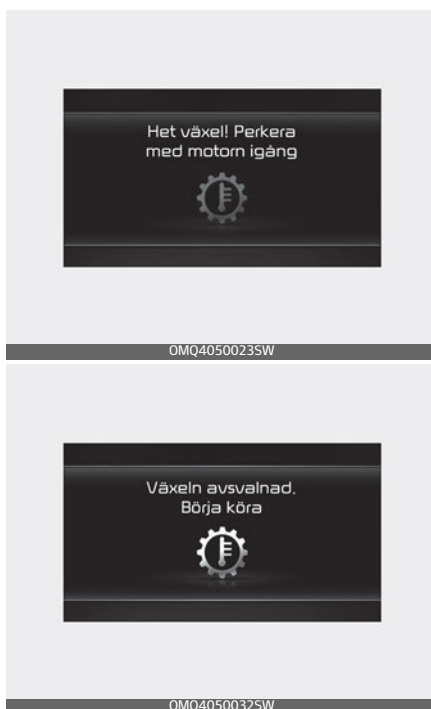 Het växel! Perkera
med motorn igång
OMQ4050023SW
Växeln avsvalnad.
Börja köra
OMQ4050032SW